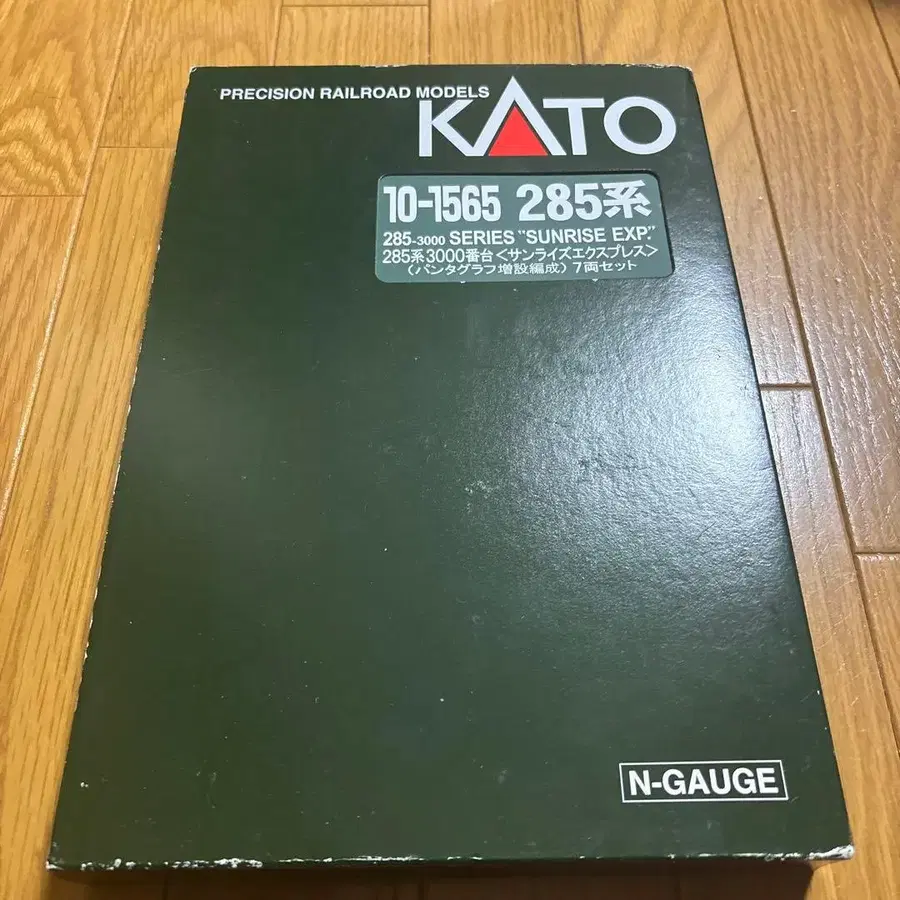 PRECISION RAILROAD MODELS
KATO
10-1565 285系
285-3000 SERIES "SUNRISE EXP."
285系3000番台<サンライズエクスプレス>
(パンタグラフ増設編成) 7両セット
N-GAUGE